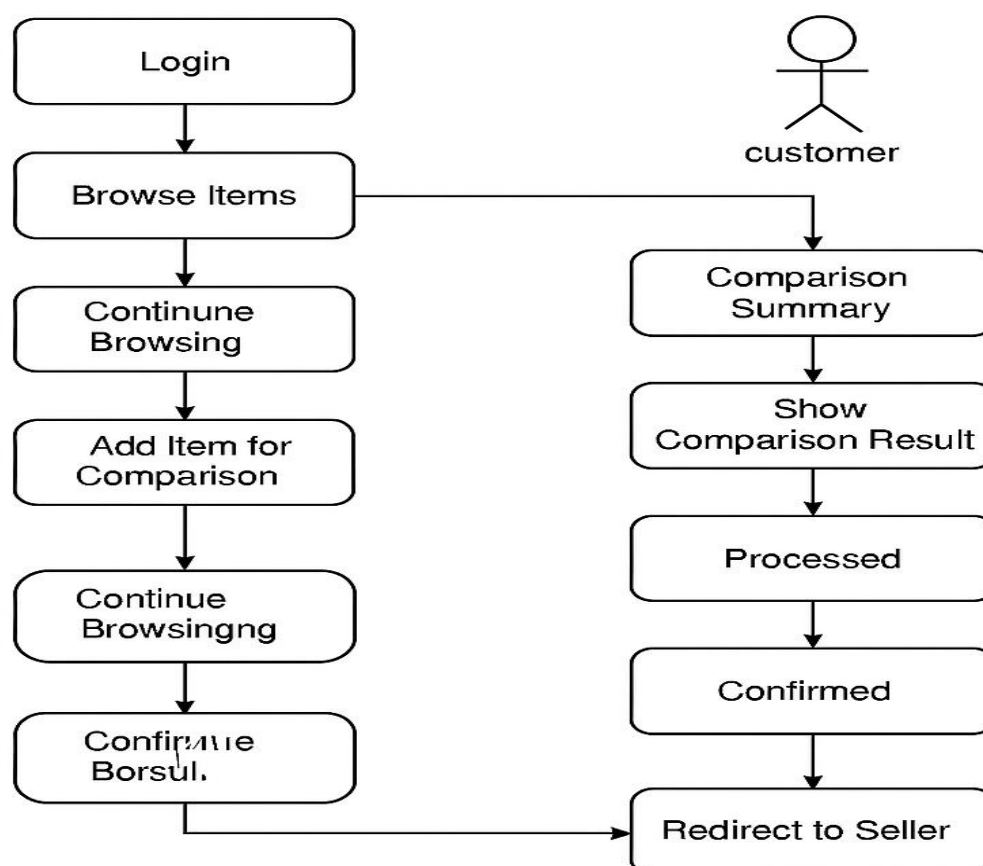 Login
customer
Browse Items
Continune
Browsing
Add Item for
Comparison
Continue
Browsingng
Comparison
Summary
Show
Comparison Result
Processed
Confirmed
Redirect to Seller